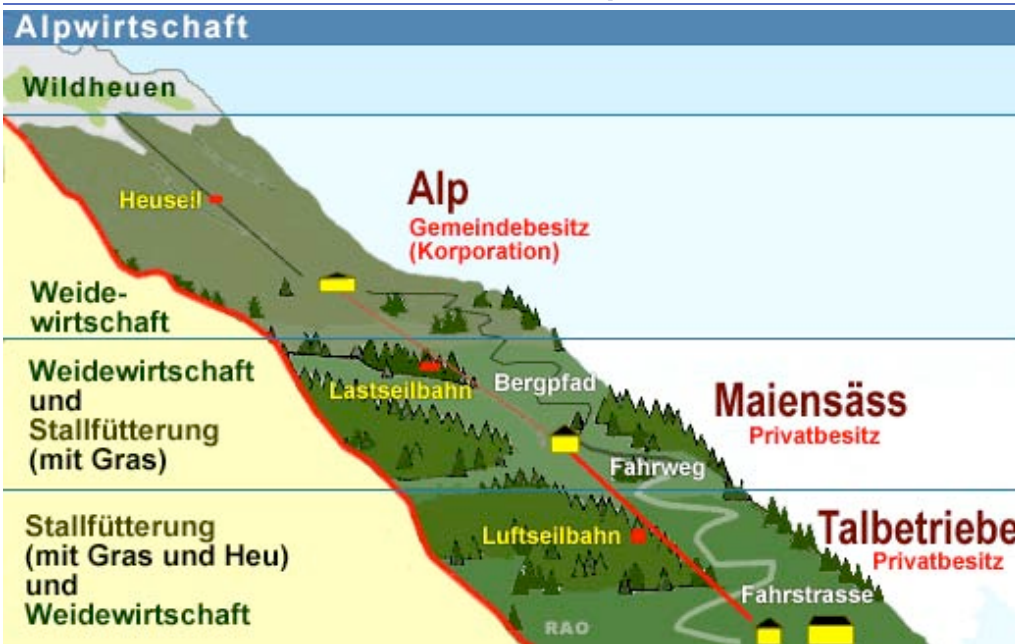 Alpwirtschaft
Wildheuen
Heuseil
Alp
Gemeindebesitz
(Korporation)
Weide-
wirtschaft
Weidewirtschaft
und
Stallfütterung
(mit Gras)
Lastseilbahn
Bergpfad
Maiensäss
Privatbesitz
Fahrweg
Stallfütterung
(mit Gras und Heu)
und
Weidewirtschaft
Luftseilbahn
Talbetriebe
Privatbesitz
Fahrstrasse
RAO